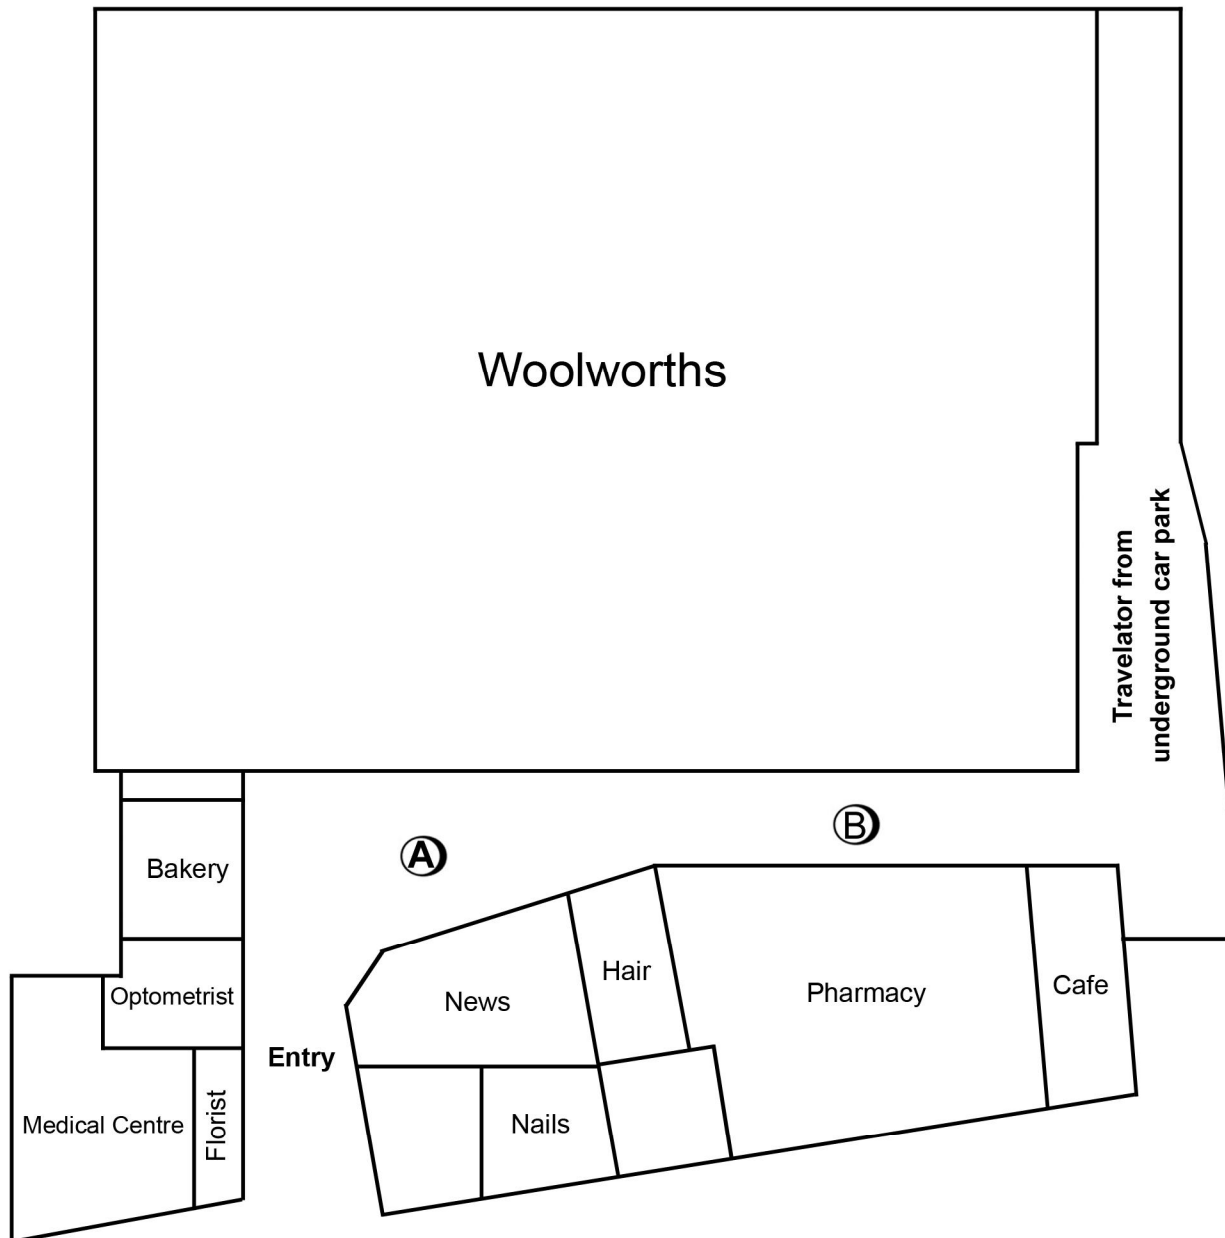 Woolworths
Travelator from
underground car park
B
A
Bakery
Hair
Optometrist
News
Pharmacy
Cafe
Entry
Medical Centre
Florist
Nails